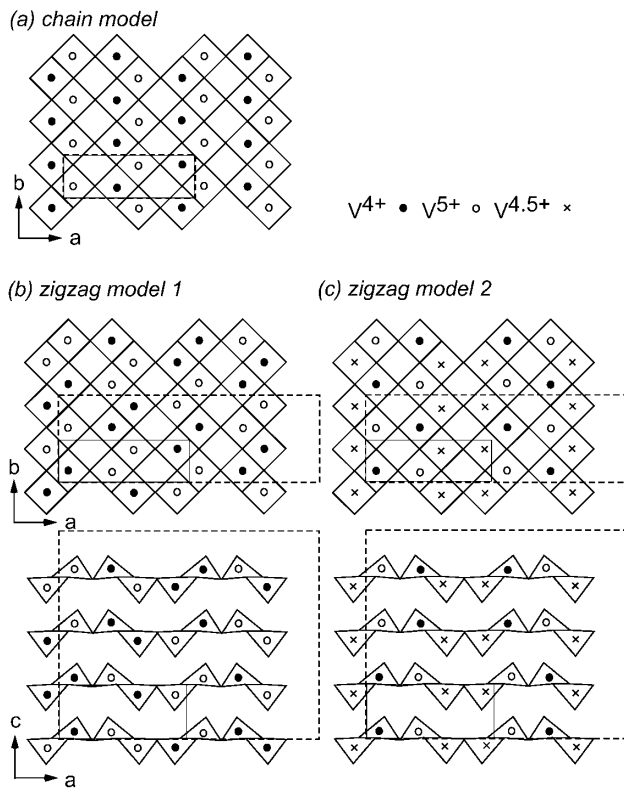 (a) chain model
b
a
V4+ ● V5+ ○ V4.5+ ×
(b) zigzag model 1
(c) zigzag model 2
b
a
c
a